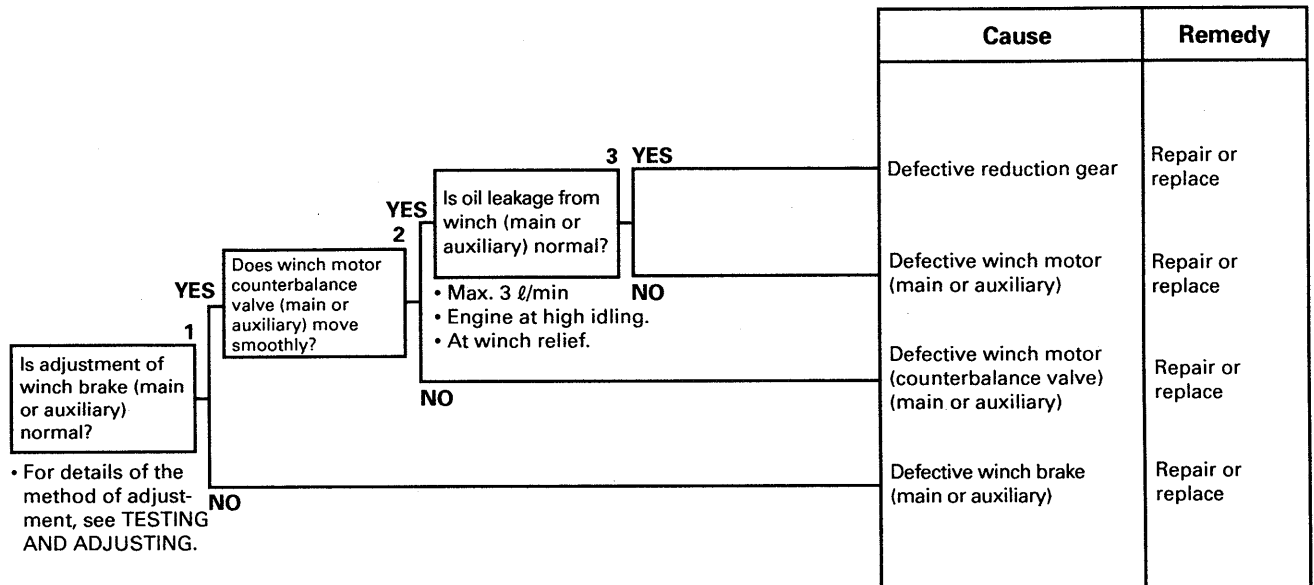 Cause
Remedy
3 YES
Is oil leakage from
winch (main or
auxiliary) normal?
Defective reduction gear
Repair or
replace
YES
2
Does winch motor
counterbalance
valve (main or
auxiliary) move
smoothly?
• Max. 3 ℓ/min
• Engine at high idling.
• At winch relief.
NO
Defective winch motor
(main or auxiliary)
Repair or
replace
YES
1
Is adjustment of
winch brake (main
or auxiliary)
normal?
NO
Defective winch motor
(counterbalance valve)
(main or auxiliary)
Repair or
replace
• For details of the
method of adjust-
ment, see TESTING
AND ADJUSTING.
NO
Defective winch brake
(main or auxiliary)
Repair or
replace